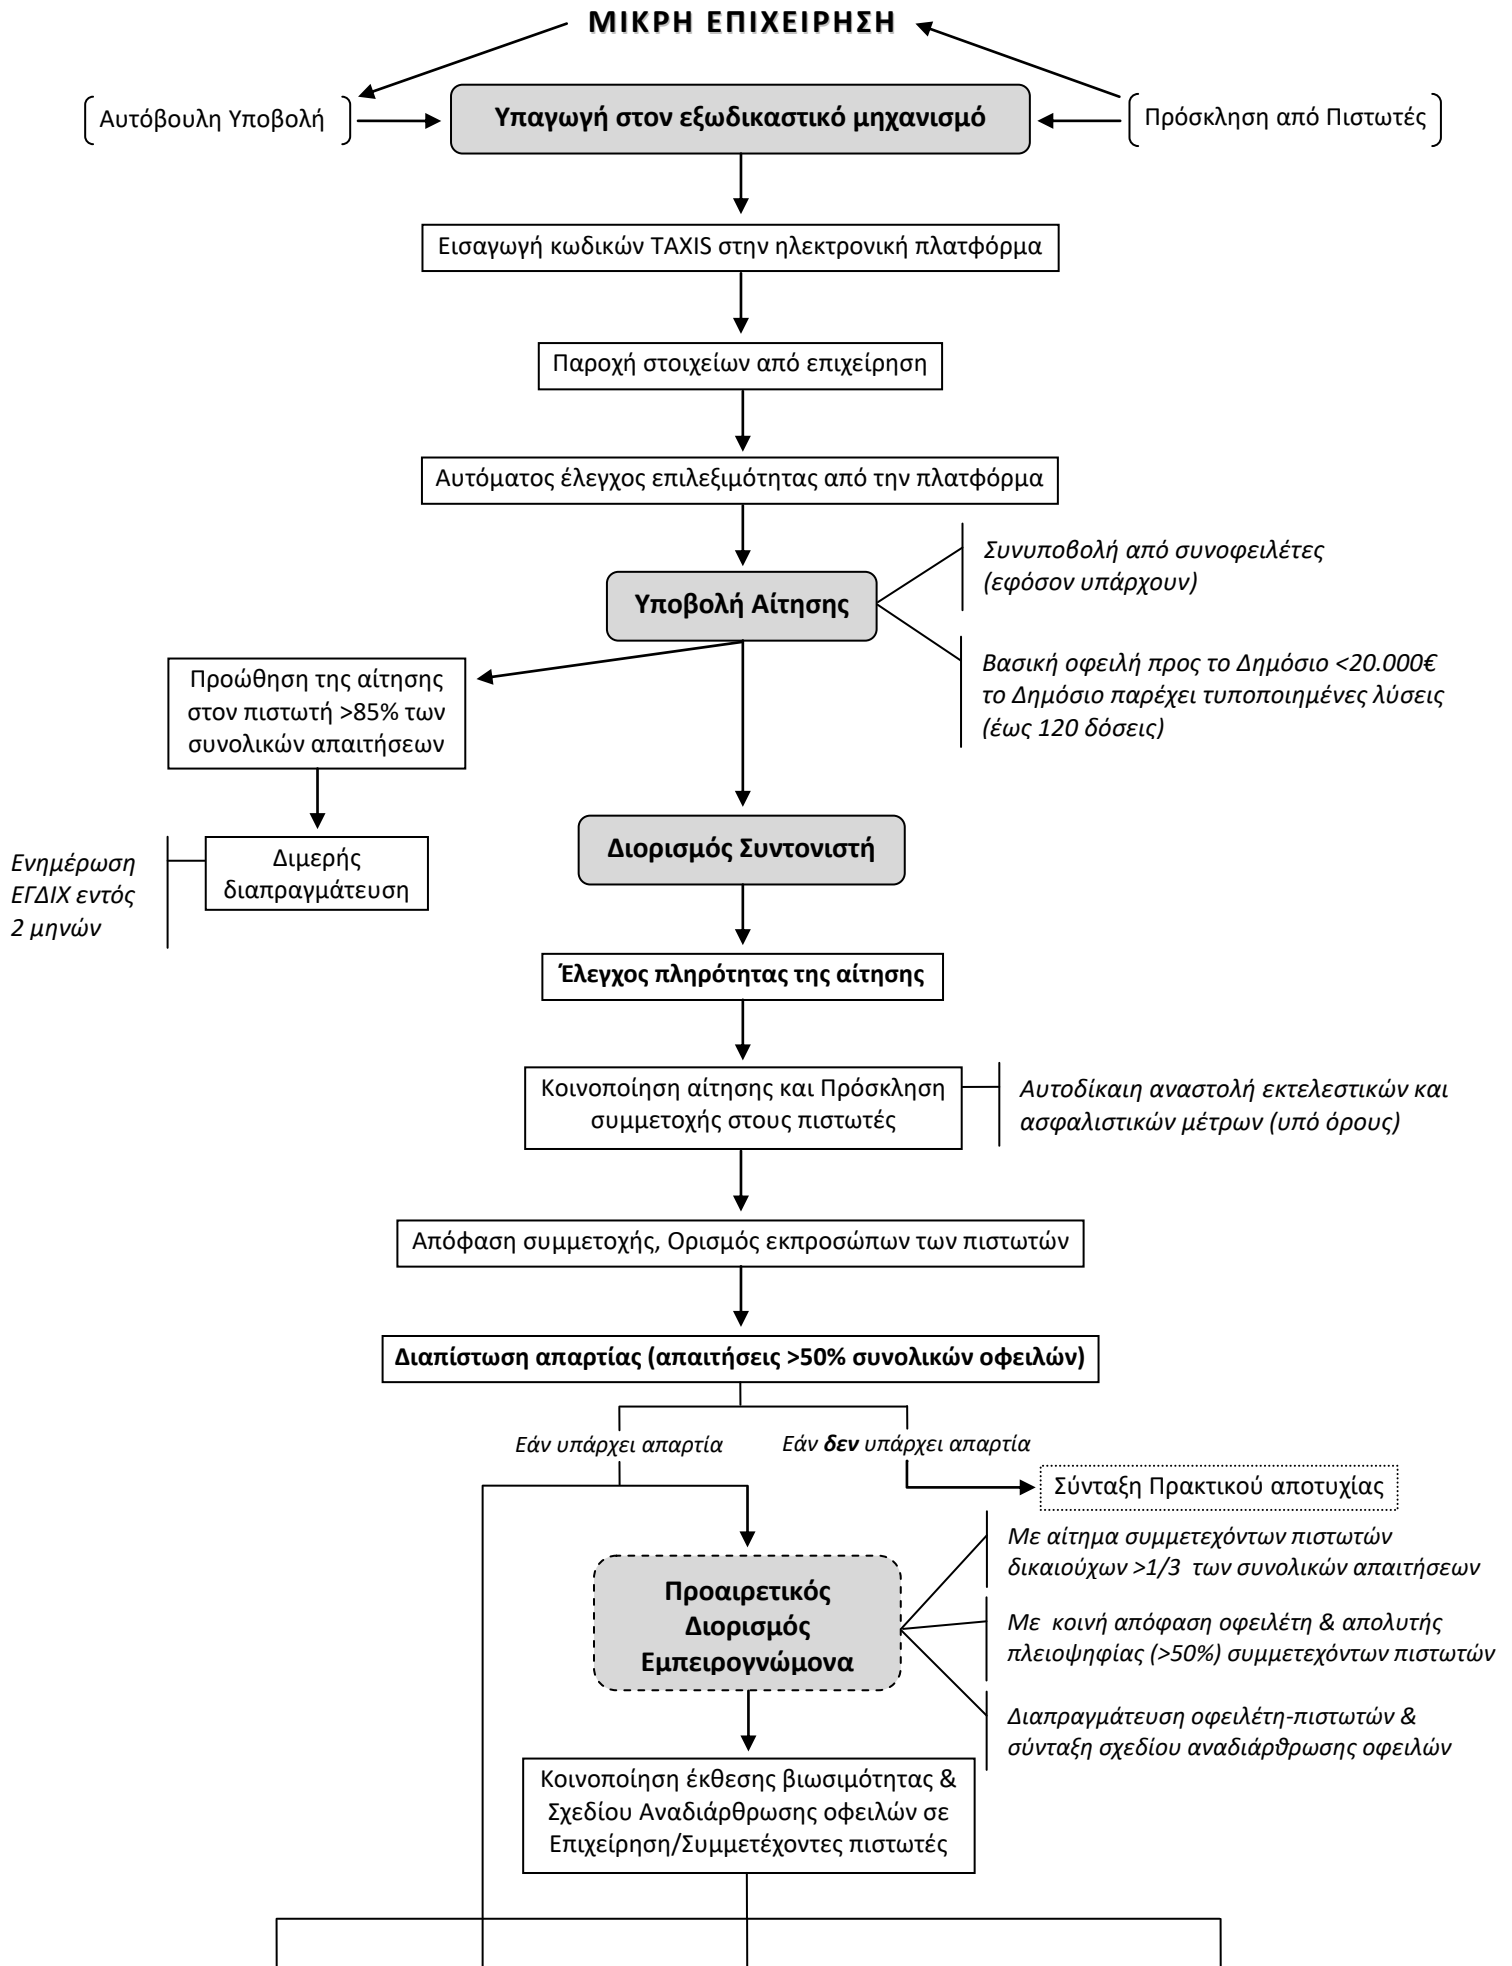 ΜΙΚΡΗ ΕΠΙΧΕΙΡΗΣΗ
Αυτόβουλη Υποβολή
Υπαγωγή στον εξωδικαστικό μηχανισμό
Πρόσκληση από Πιστωτές
Εισαγωγή κωδικών TAXIS στην ηλεκτρονική πλατφόρμα
Παροχή στοιχείων από επιχείρηση
Αυτόματος έλεγχος επιλεξιμότητας από την πλατφόρμα
Συνυποβολή από συνοφειλέτες
(εφόσον υπάρχουν)
Υποβολή Αίτησης
Βασική οφειλή προς το Δημόσιο <20.000€
το Δημόσιο παρέχει τυποποιημένες λύσεις
(έως 120 δόσεις)
Προώθηση της αίτησης
στον πιστωτή >85% των
συνολικών απαιτήσεων
Διορισμός Συντονιστή
Ενημέρωση
ΕΓΔΙΧ εντός
2 μηνών
Διμερής
διαπραγμάτευση
Έλεγχος πληρότητας της αίτησης
Κοινοποίηση αίτησης και Πρόσκληση
συμμετοχής στους πιστωτές
Αυτοδίκαιη αναστολή εκτελεστικών και
ασφαλιστικών μέτρων (υπό όρους)
Απόφαση συμμετοχής, Ορισμός εκπροσώπων των πιστωτών
Διαπίστωση απαρτίας (απαιτήσεις >50% συνολικών οφειλών)
Εάν υπάρχει απαρτία
Εάν δεν υπάρχει απαρτία
Σύνταξη Πρακτικού αποτυχίας
Προαιρετικός
Διορισμός
Εμπειρογνώμονα
Με αίτημα συμμετεχόντων πιστωτών
δικαιούχων >1/3 των συνολικών απαιτήσεων
Με κοινή απόφαση οφειλέτη & απολυτής
πλειοψηφίας (>50%) συμμετεχόντων πιστωτών
Διαπραγμάτευση οφειλέτη-πιστωτών &
σύνταξη σχεδίου αναδιάρθρωσης οφειλών
Κοινοποίηση έκθεσης βιωσιμότητας &
Σχεδίου Αναδιάρθρωσης οφειλών σε
Επιχείρηση/Συμμετέχοντες πιστωτές